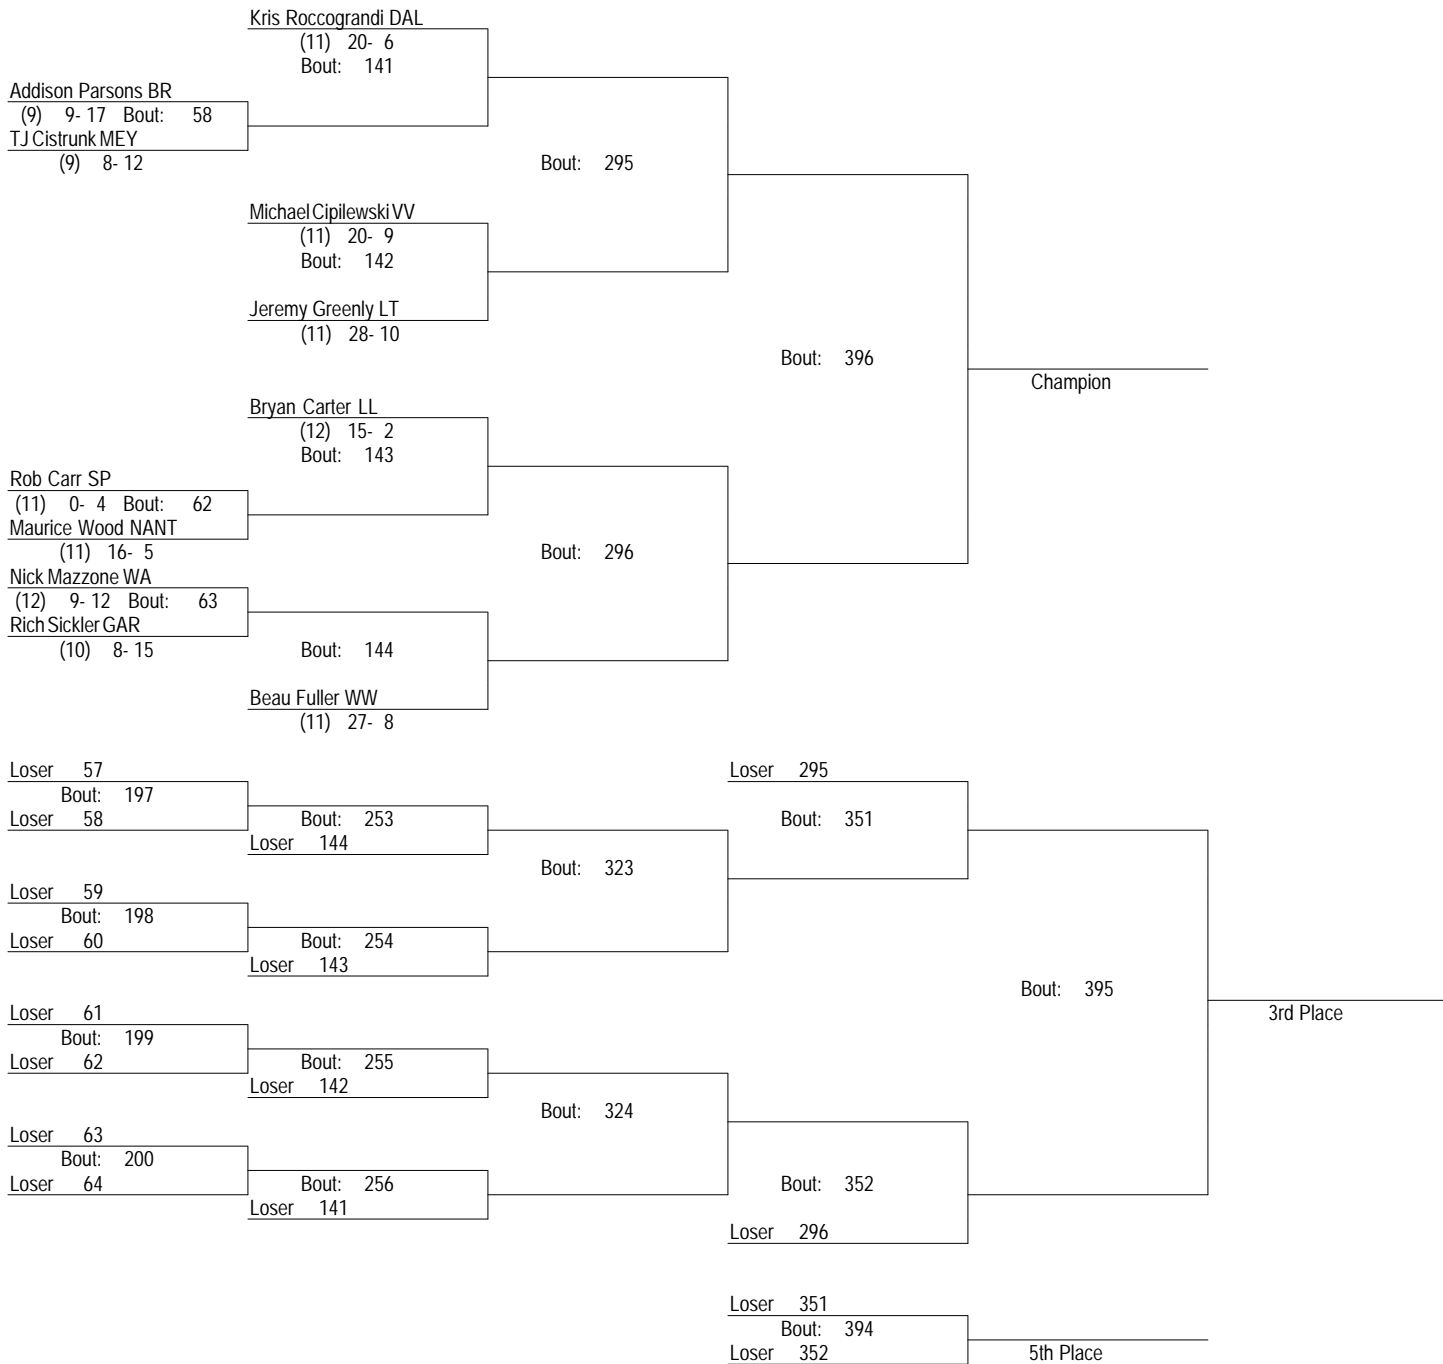 Kris Roccograndi DAL
(11) 20- 6
Bout: 141
Addison Parsons BR
(9) 9- 17 Bout: 58
TJ Cistrunk MEY
(9) 8- 12
Bout: 295
Michael Cipilewski VV
(11) 20- 9
Bout: 142
Jeremy Greenly LT
(11) 28- 10
Bout: 396
Champion
Bryan Carter LL
(12) 15- 2
Bout: 143
Rob Carr SP
(11) 0- 4 Bout: 62
Maurice Wood NANT
(11) 16- 5
Bout: 296
Nick Mazzone WA
(12) 9- 12 Bout: 63
Rich Sickler GAR
(10) 8- 15
Bout: 144
Beau Fuller WW
(11) 27- 8
Loser 57
Bout: 197
Loser 58
Loser 295
Bout: 351
Bout: 253
Loser 144
Bout: 323
Loser 59
Bout: 198
Loser 60
Bout: 254
Loser 143
Bout: 395
3rd Place
Loser 61
Bout: 199
Loser 62
Bout: 255
Loser 142
Bout: 324
Loser 63
Bout: 200
Loser 64
Bout: 256
Loser 141
Bout: 352
Loser 296
Loser 351
Bout: 394
Loser 352
5th Place